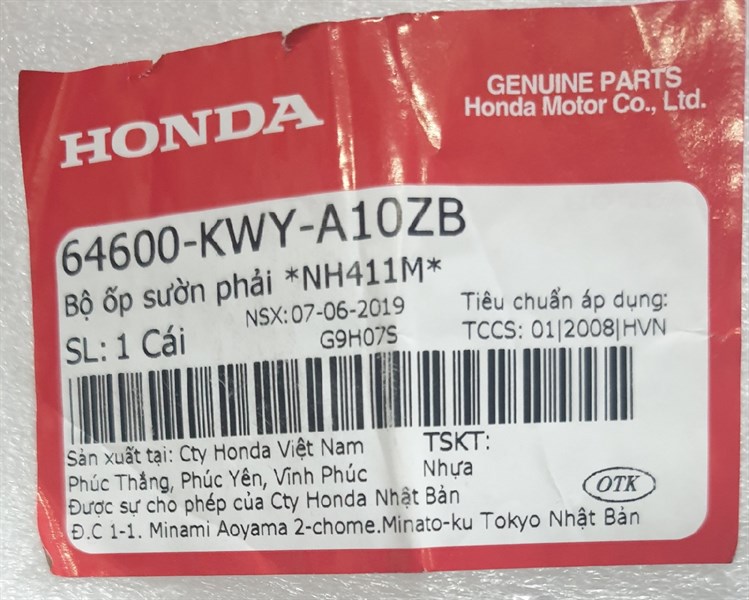 HONDA
GENUINE PARTS
Honda Motor Co., Ltd.
64600-KWY-A10ZB
Bộ ốp sườn phải *NH411M*
NSX:07-06-2019
Tiêu chuẩn áp dụng:
SL: 1 Cái
G9H07S
TCCS: 01|2008|HVN
Sản xuất tại: Cty Honda Việt Nam
TSKT:
Phúc Thắng, Phúc Yên, Vĩnh Phúc
Nhựa
Được sự cho phép của Cty Honda Nhật Bản
OTK
Đ.C 1-1. Minami Aoyama 2-chome.Minato-ku Tokyo Nhật Bản